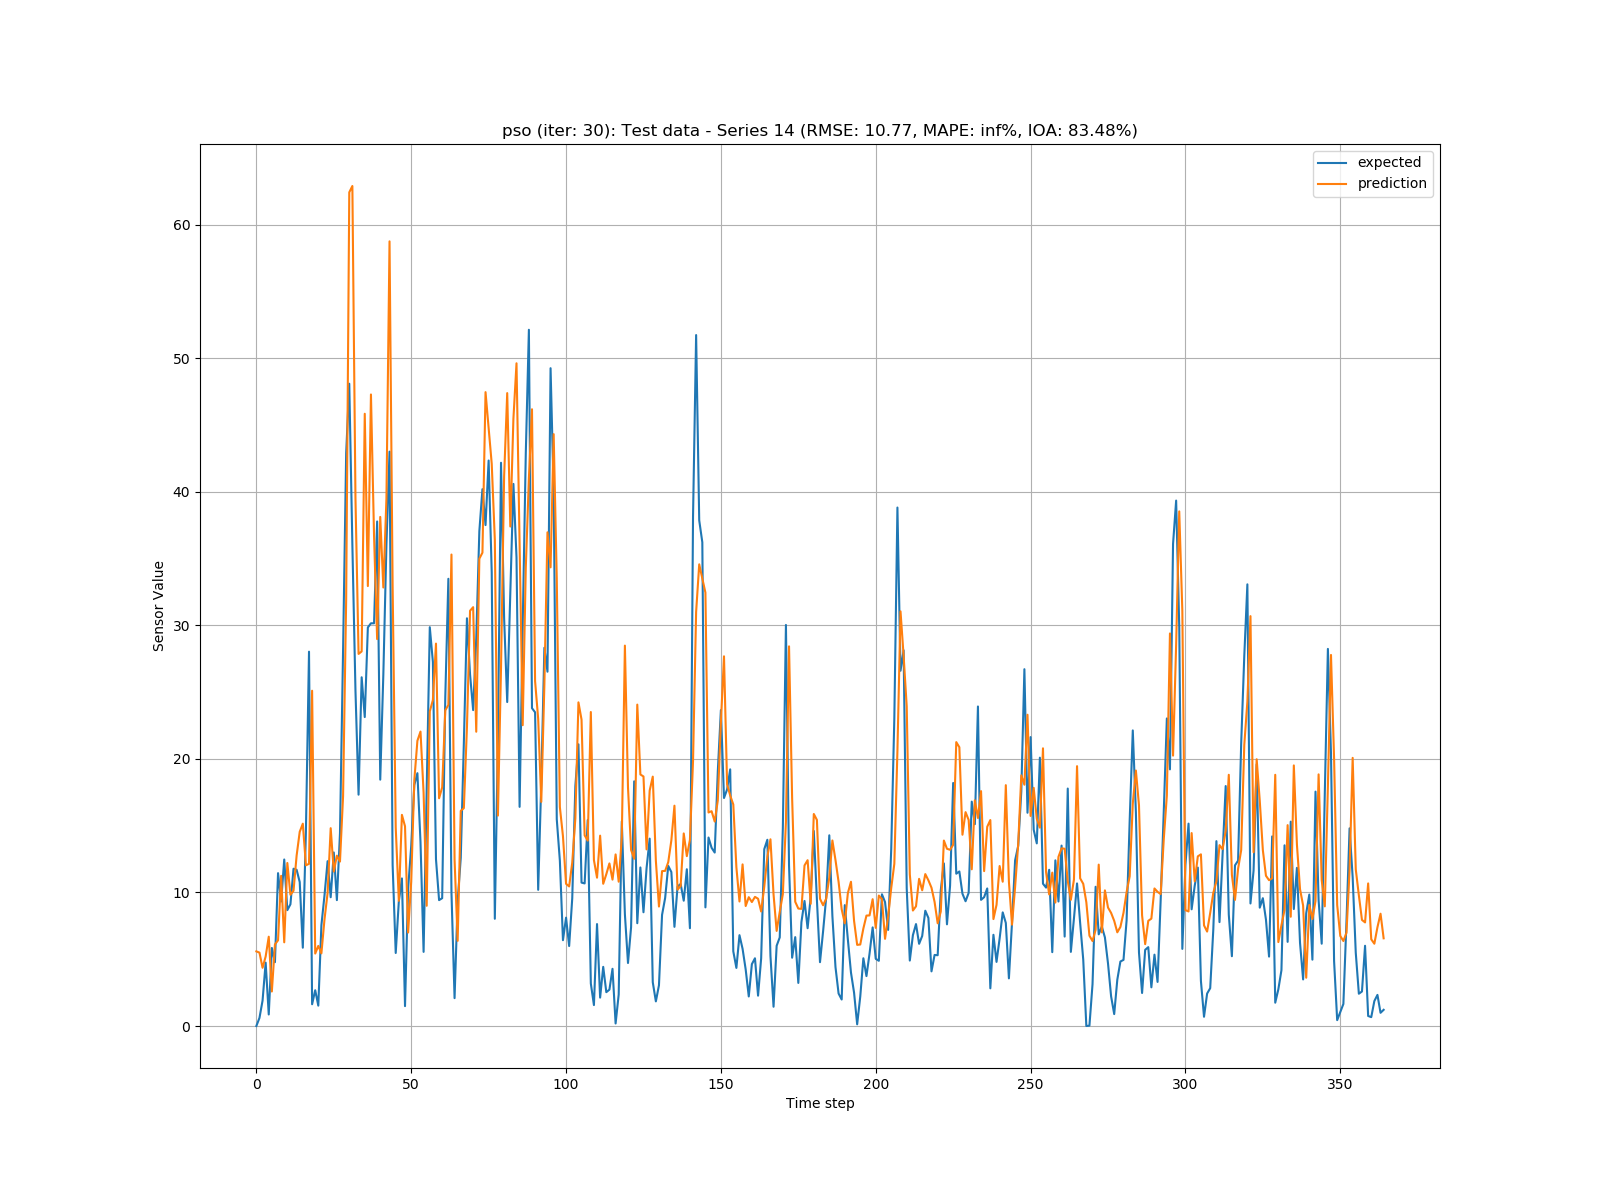 pso (iter: 30): Test data - Series 14 (RMSE: 10.77, MAPE: inf%, IOA: 83.48%)
expected
prediction
60
50
40
30
20
10
0
Sensor Value
0 50 100 150 200 250 300 350
Time step